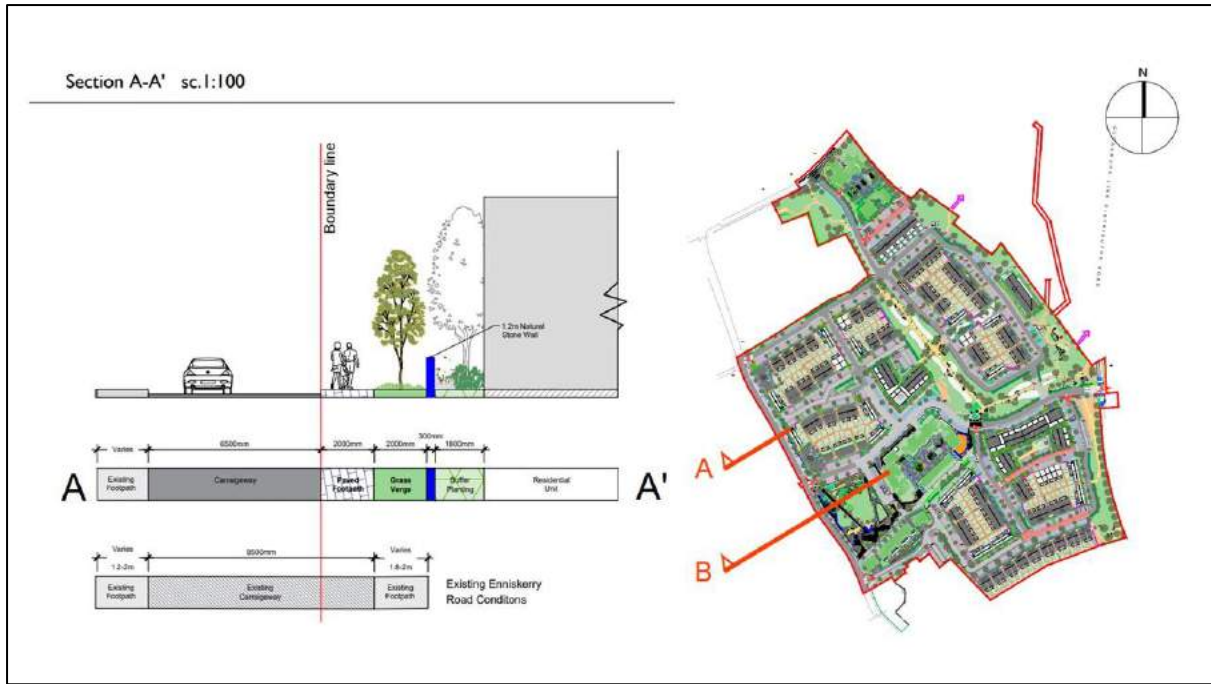 Section A-A' sc.1:100
Boundary line
1.2m Natural
Stone Wall
Varies
6500mm
2000mm
2000mm
300mm
1800mm
A
Existing
Footpath
Carraigeway
Paved
Footpath
Grass
Verge
Buffer
Planting
Residential
Unit
A'
Varies
1.2-2m
8500mm
Varies
1.8-2m
Existing
Footpath
Existing
Carraigeway
Existing
Footpath
Existing Enniskerry
Road Conditons
N
A
B